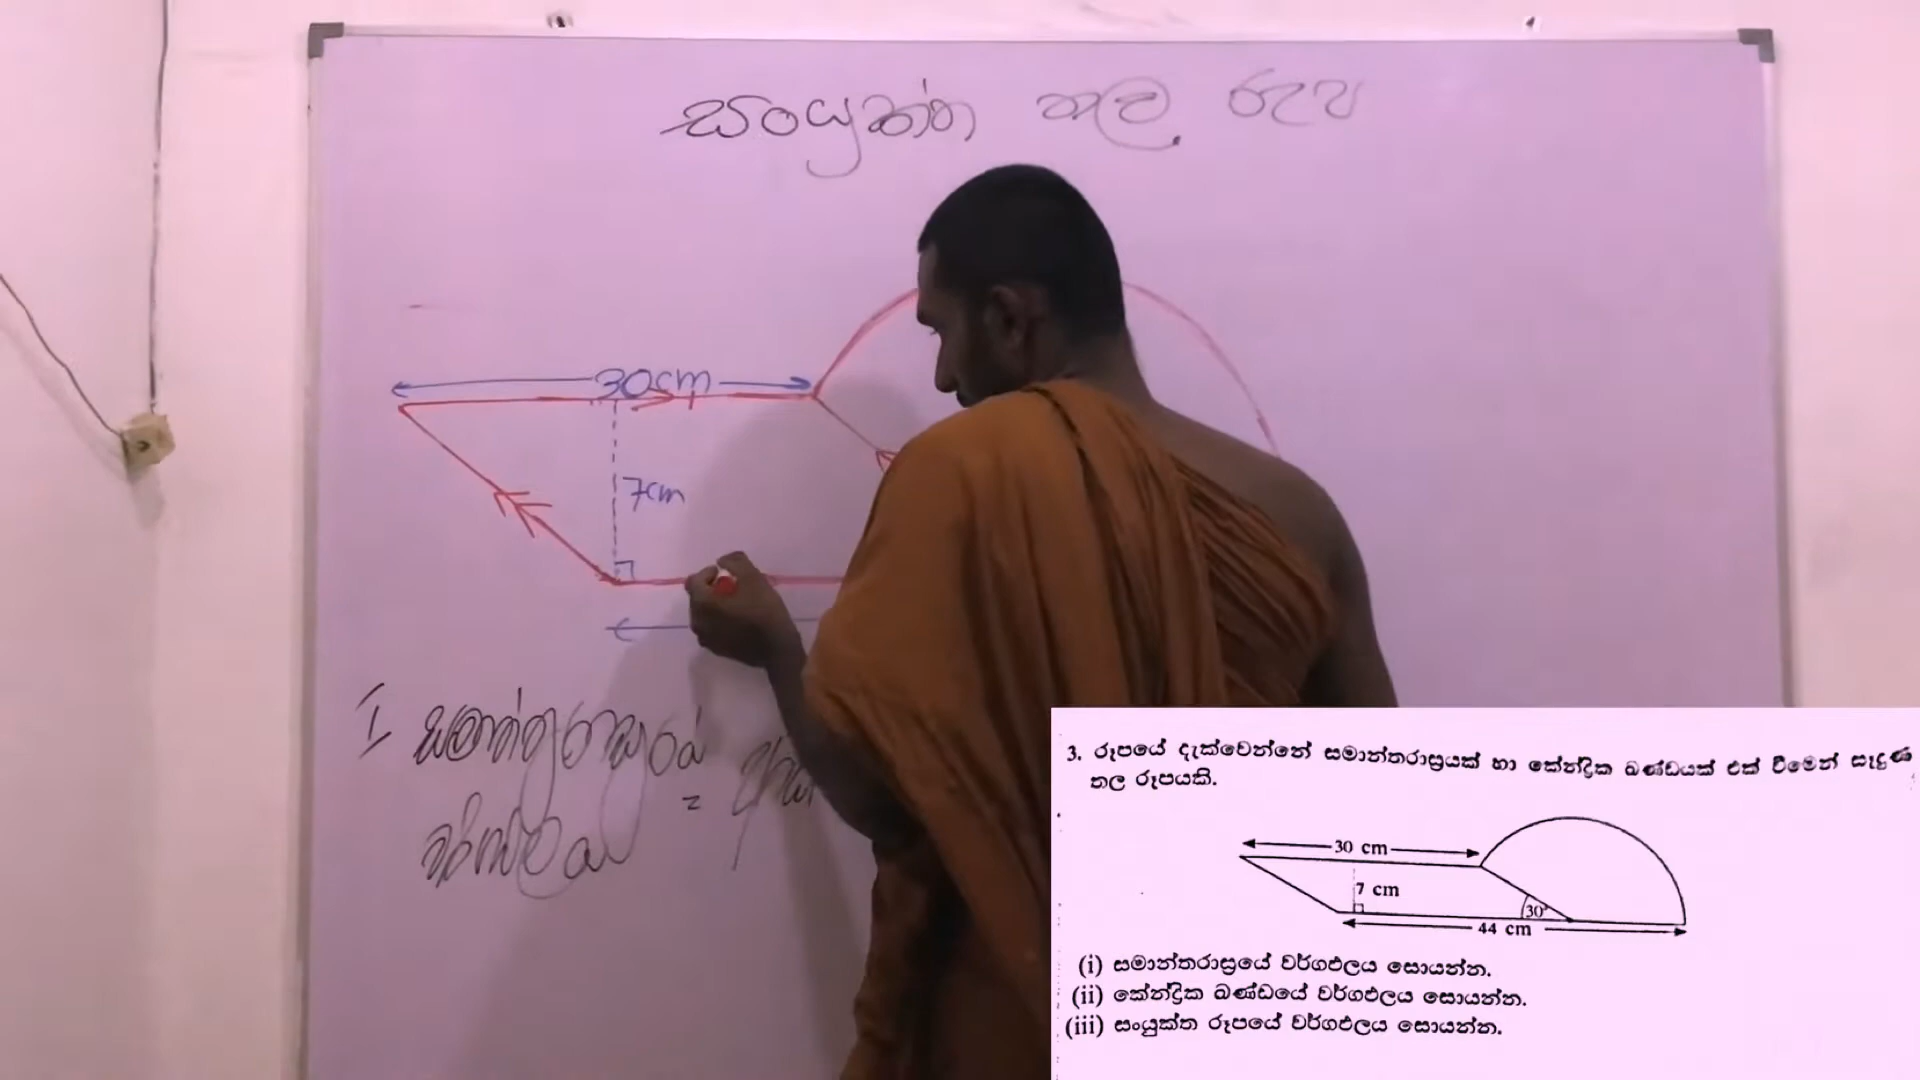 සංයුක්ත තල රූප
30cm
7cm
I සමාන්තරාස්‍රයේ
වර්ගඵලය =
3. රූපයේ දැක්වෙන්නේ සමාන්තරාස්‍රයක් හා කේන්ද්‍රික ඛණ්ඩයක් එක් වීමෙන් සෑදුණ
තල රූපයකි.
30 cm
7 cm
30°
44 cm
(i) සමාන්තරාස්‍රයේ වර්ගඵලය සොයන්න.
(ii) කේන්ද්‍රික ඛණ්ඩයේ වර්ගඵලය සොයන්න.
(iii) සංයුක්ත රූපයේ වර්ගඵලය සොයන්න.